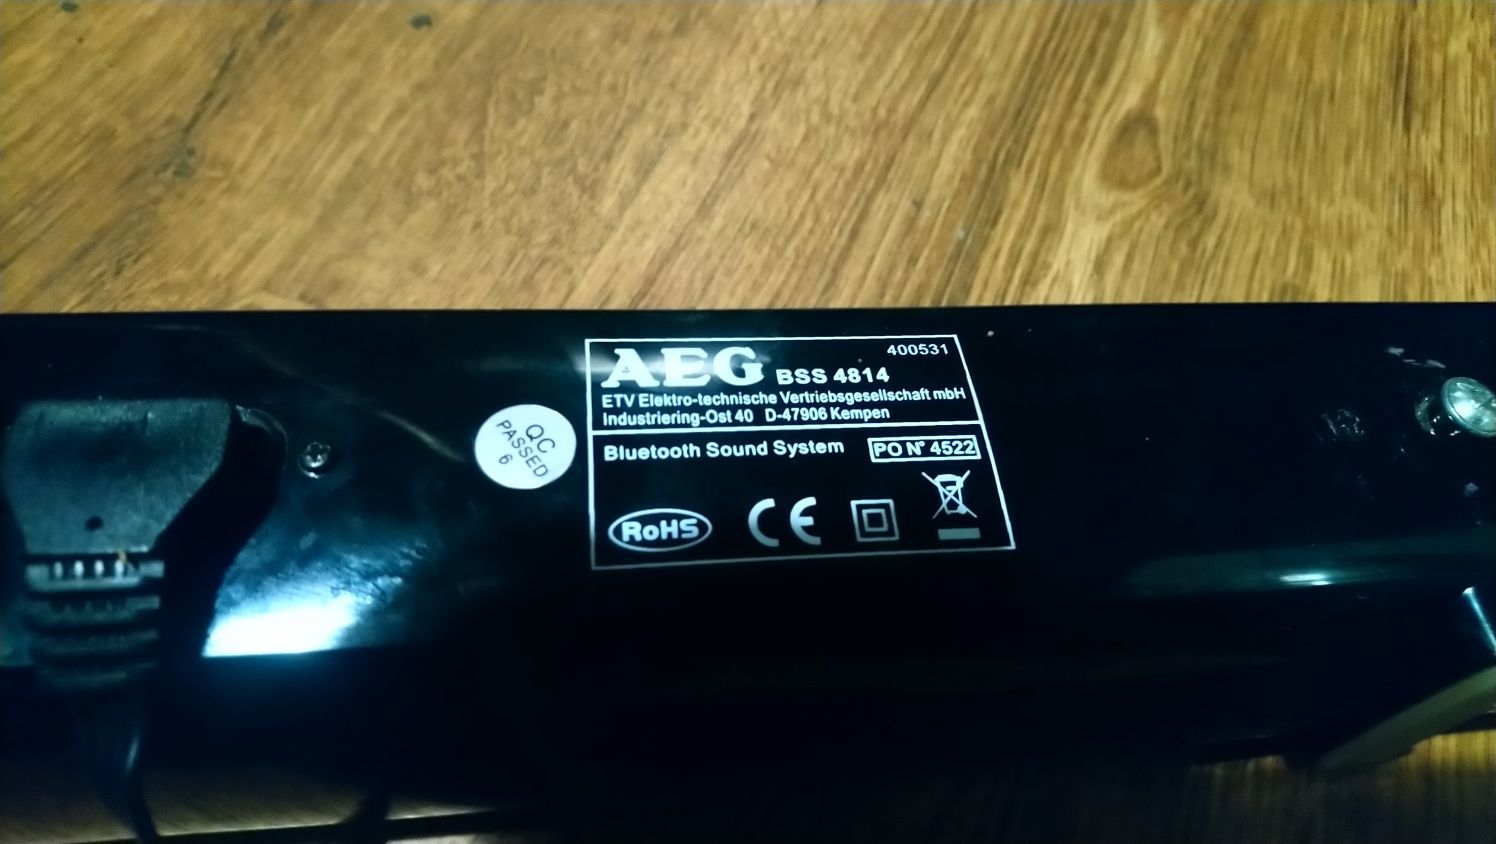 AEG BSS 4814 400531
ETV Elektro-technische Vertriebsgesellschaft mbH
Industriering-Ost 40 D-47906 Kempen
Bluetooth Sound System PO N° 4522
RoHS CE
QC
PASSED
6